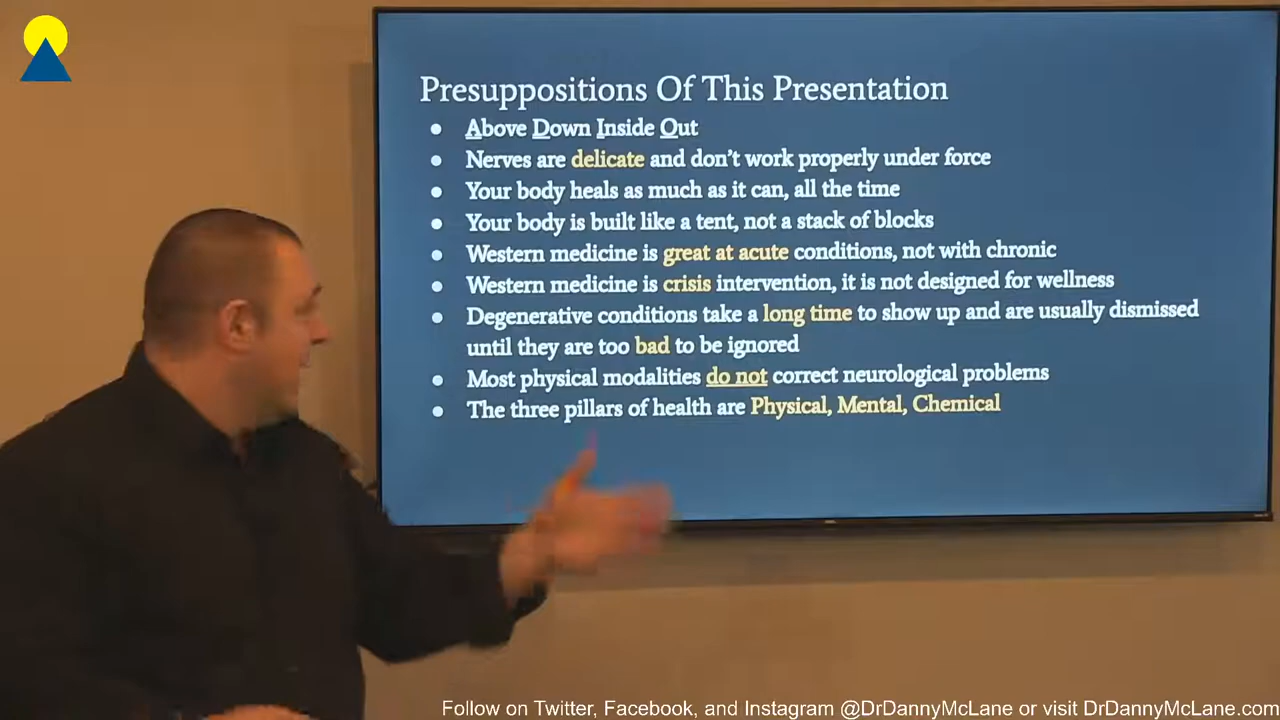 Presuppositions Of This Presentation
● Above Down Inside Out
● Nerves are delicate and don't work properly under force
● Your body heals as much as it can, all the time
● Your body is built like a tent, not a stack of blocks
● Western medicine is great at acute conditions, not with chronic
● Western medicine is crisis intervention, it is not designed for wellness
● Degenerative conditions take a long time to show up and are usually dismissed
until they are too bad to be ignored
● Most physical modalities do not correct neurological problems
● The three pillars of health are Physical, Mental, Chemical
Follow on Twitter, Facebook, and Instagram @DrDannyMcLane or visit DrDannyMcLane.com